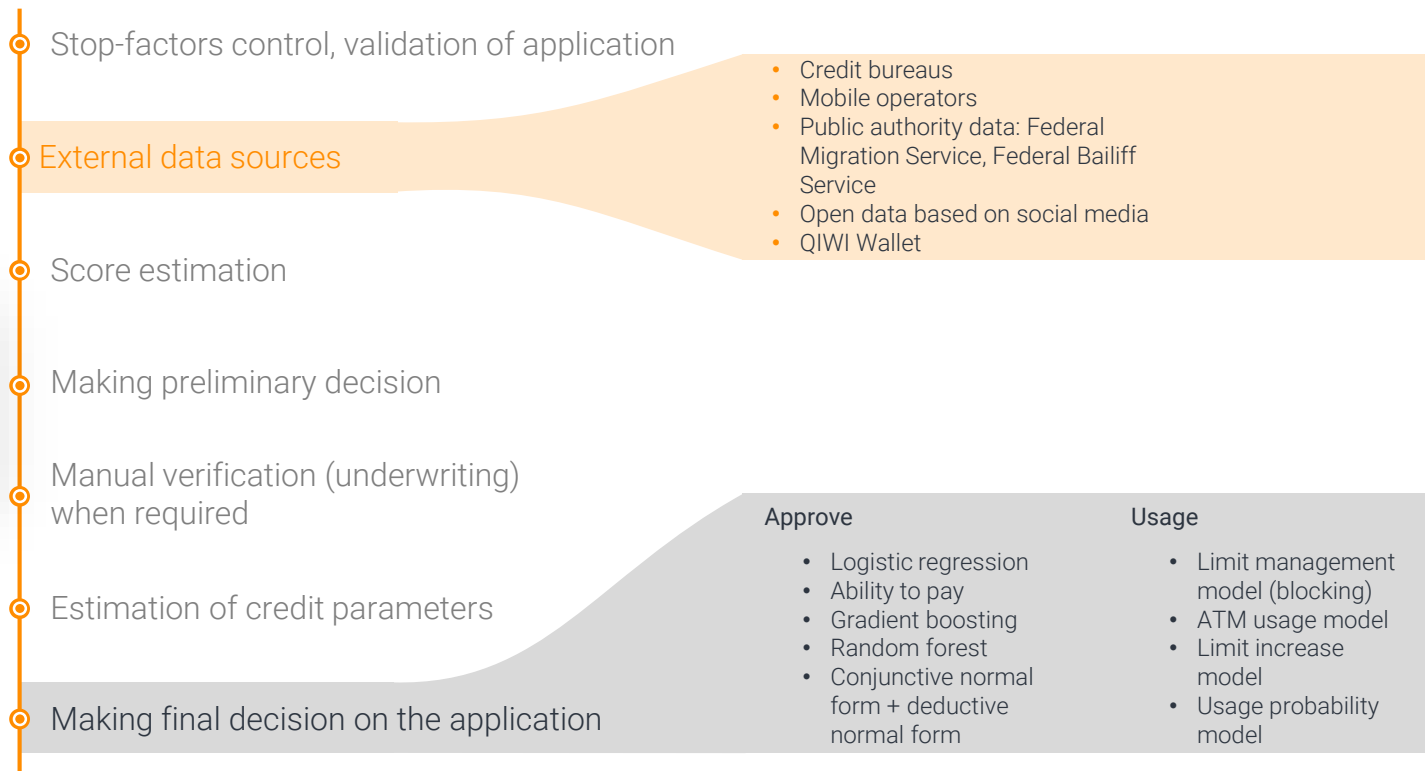 Stop-factors control, validation of application
External data sources
• Credit bureaus
• Mobile operators
• Public authority data: Federal
Migration Service, Federal Bailiff
Service
• Open data based on social media
• QIWI Wallet
Score estimation
Making preliminary decision
Manual verification (underwriting)
when required
Estimation of credit parameters
Making final decision on the application
Approve
• Logistic regression
• Ability to pay
• Gradient boosting
• Random forest
• Conjunctive normal
form + deductive
normal form
Usage
• Limit management
model (blocking)
• ATM usage model
• Limit increase
model
• Usage probability
model